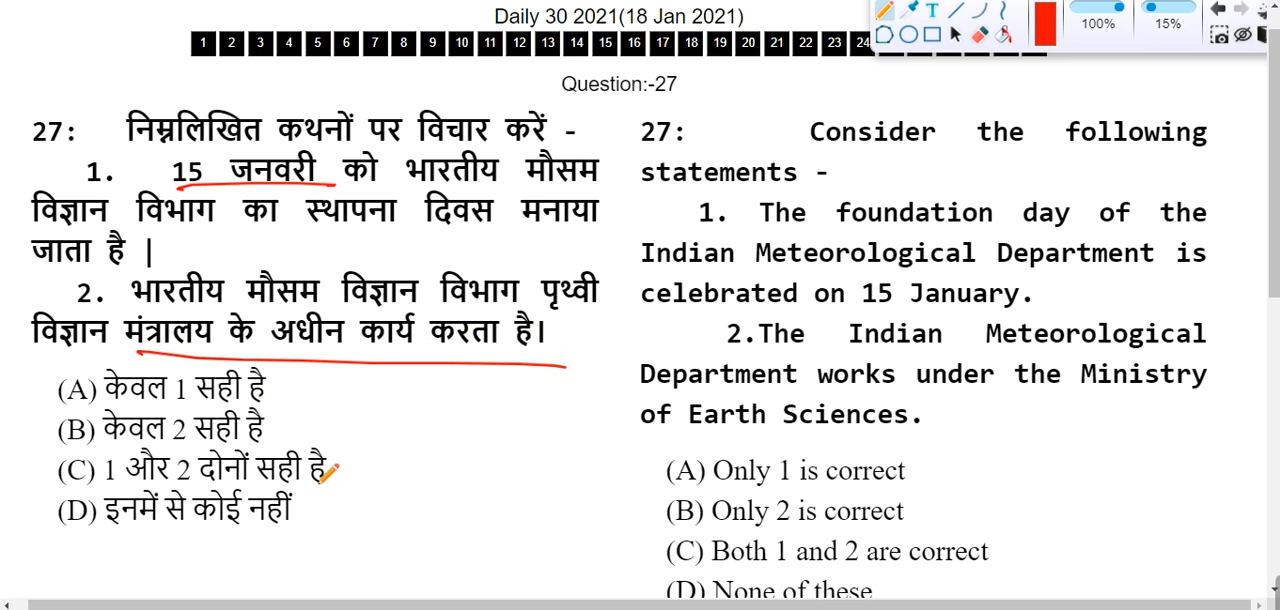 Daily 30 2021(18 Jan 2021)
1 2 3 4 5 6 7 8 9 10 11 12 13 14 15 16 17 18 19 20 21 22 23 24
100% 15%
Question:-27
27: निम्नलिखित कथनों पर विचार करें -
1. 15 जनवरी को भारतीय मौसम
विज्ञान विभाग का स्थापना दिवस मनाया
जाता है |
2. भारतीय मौसम विज्ञान विभाग पृथ्वी
विज्ञान मंत्रालय के अधीन कार्य करता है।
(A) केवल 1 सही है
(B) केवल 2 सही है
(C) 1 और 2 दोनों सही है
(D) इनमें से कोई नहीं
27: Consider the following
statements -
1. The foundation day of the
Indian Meteorological Department is
celebrated on 15 January.
2.The Indian Meteorological
Department works under the Ministry
of Earth Sciences.
(A) Only 1 is correct
(B) Only 2 is correct
(C) Both 1 and 2 are correct
(D) None of these